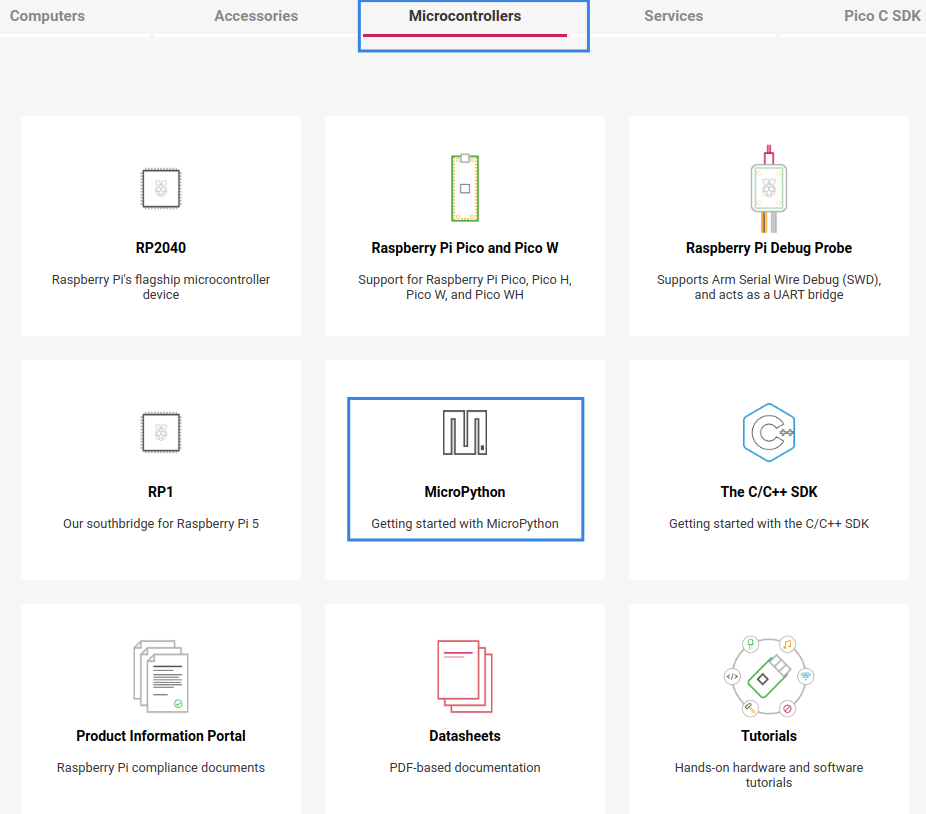 Computers Accessories Microcontrollers Services Pico C SDK
RP2040
Raspberry Pi's flagship microcontroller
device
Raspberry Pi Pico and Pico W
Support for Raspberry Pi Pico, Pico H,
Pico W, and Pico WH
Raspberry Pi Debug Probe
Supports Arm Serial Wire Debug (SWD),
and acts as a UART bridge
RP1
Our southbridge for Raspberry Pi 5
MicroPython
Getting started with MicroPython
C++
The C/C++ SDK
Getting started with the C/C++ SDK
Product Information Portal
Raspberry Pi compliance documents
Datasheets
PDF-based documentation
</>
Tutorials
Hands-on hardware and software
tutorials